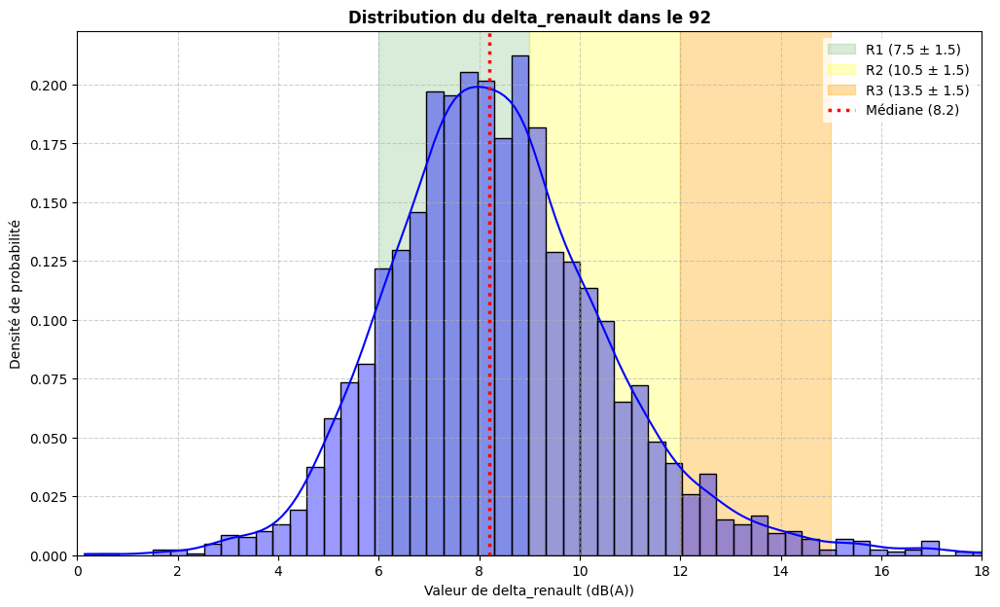 Distribution du delta_renault dans le 92
R1 (7.5 ± 1.5)
R2 (10.5 ± 1.5)
R3 (13.5 ± 1.5)
Médiane (8.2)
Densité de probabilité
0.200
0.175
0.150
0.125
0.100
0.075
0.050
0.025
0.000
0 2 4 6 8 10 12 14 16 18
Valeur de delta_renault (dB(A))